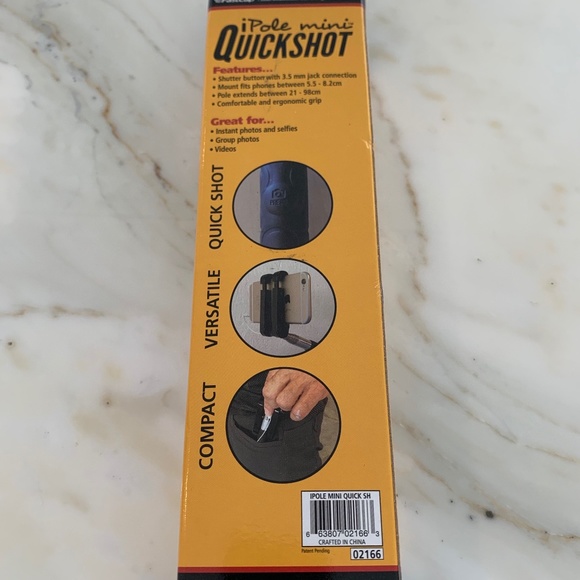 iPole mini
QUICKSHOT
Features...
• Shutter button with 3.5 mm jack connection
• Mount fits phones between 5.5 - 8.2cm
• Pole extends between 21 - 98cm
• Comfortable and ergonomic grip
Great for...
• Instant photos and selfies
• Group photos
• Videos
QUICK SHOT
VERSATILE
COMPACT
IPOLE MINI QUICK SH
6 63807 02166 3
CRAFTED IN CHINA
Patent Pending
02166